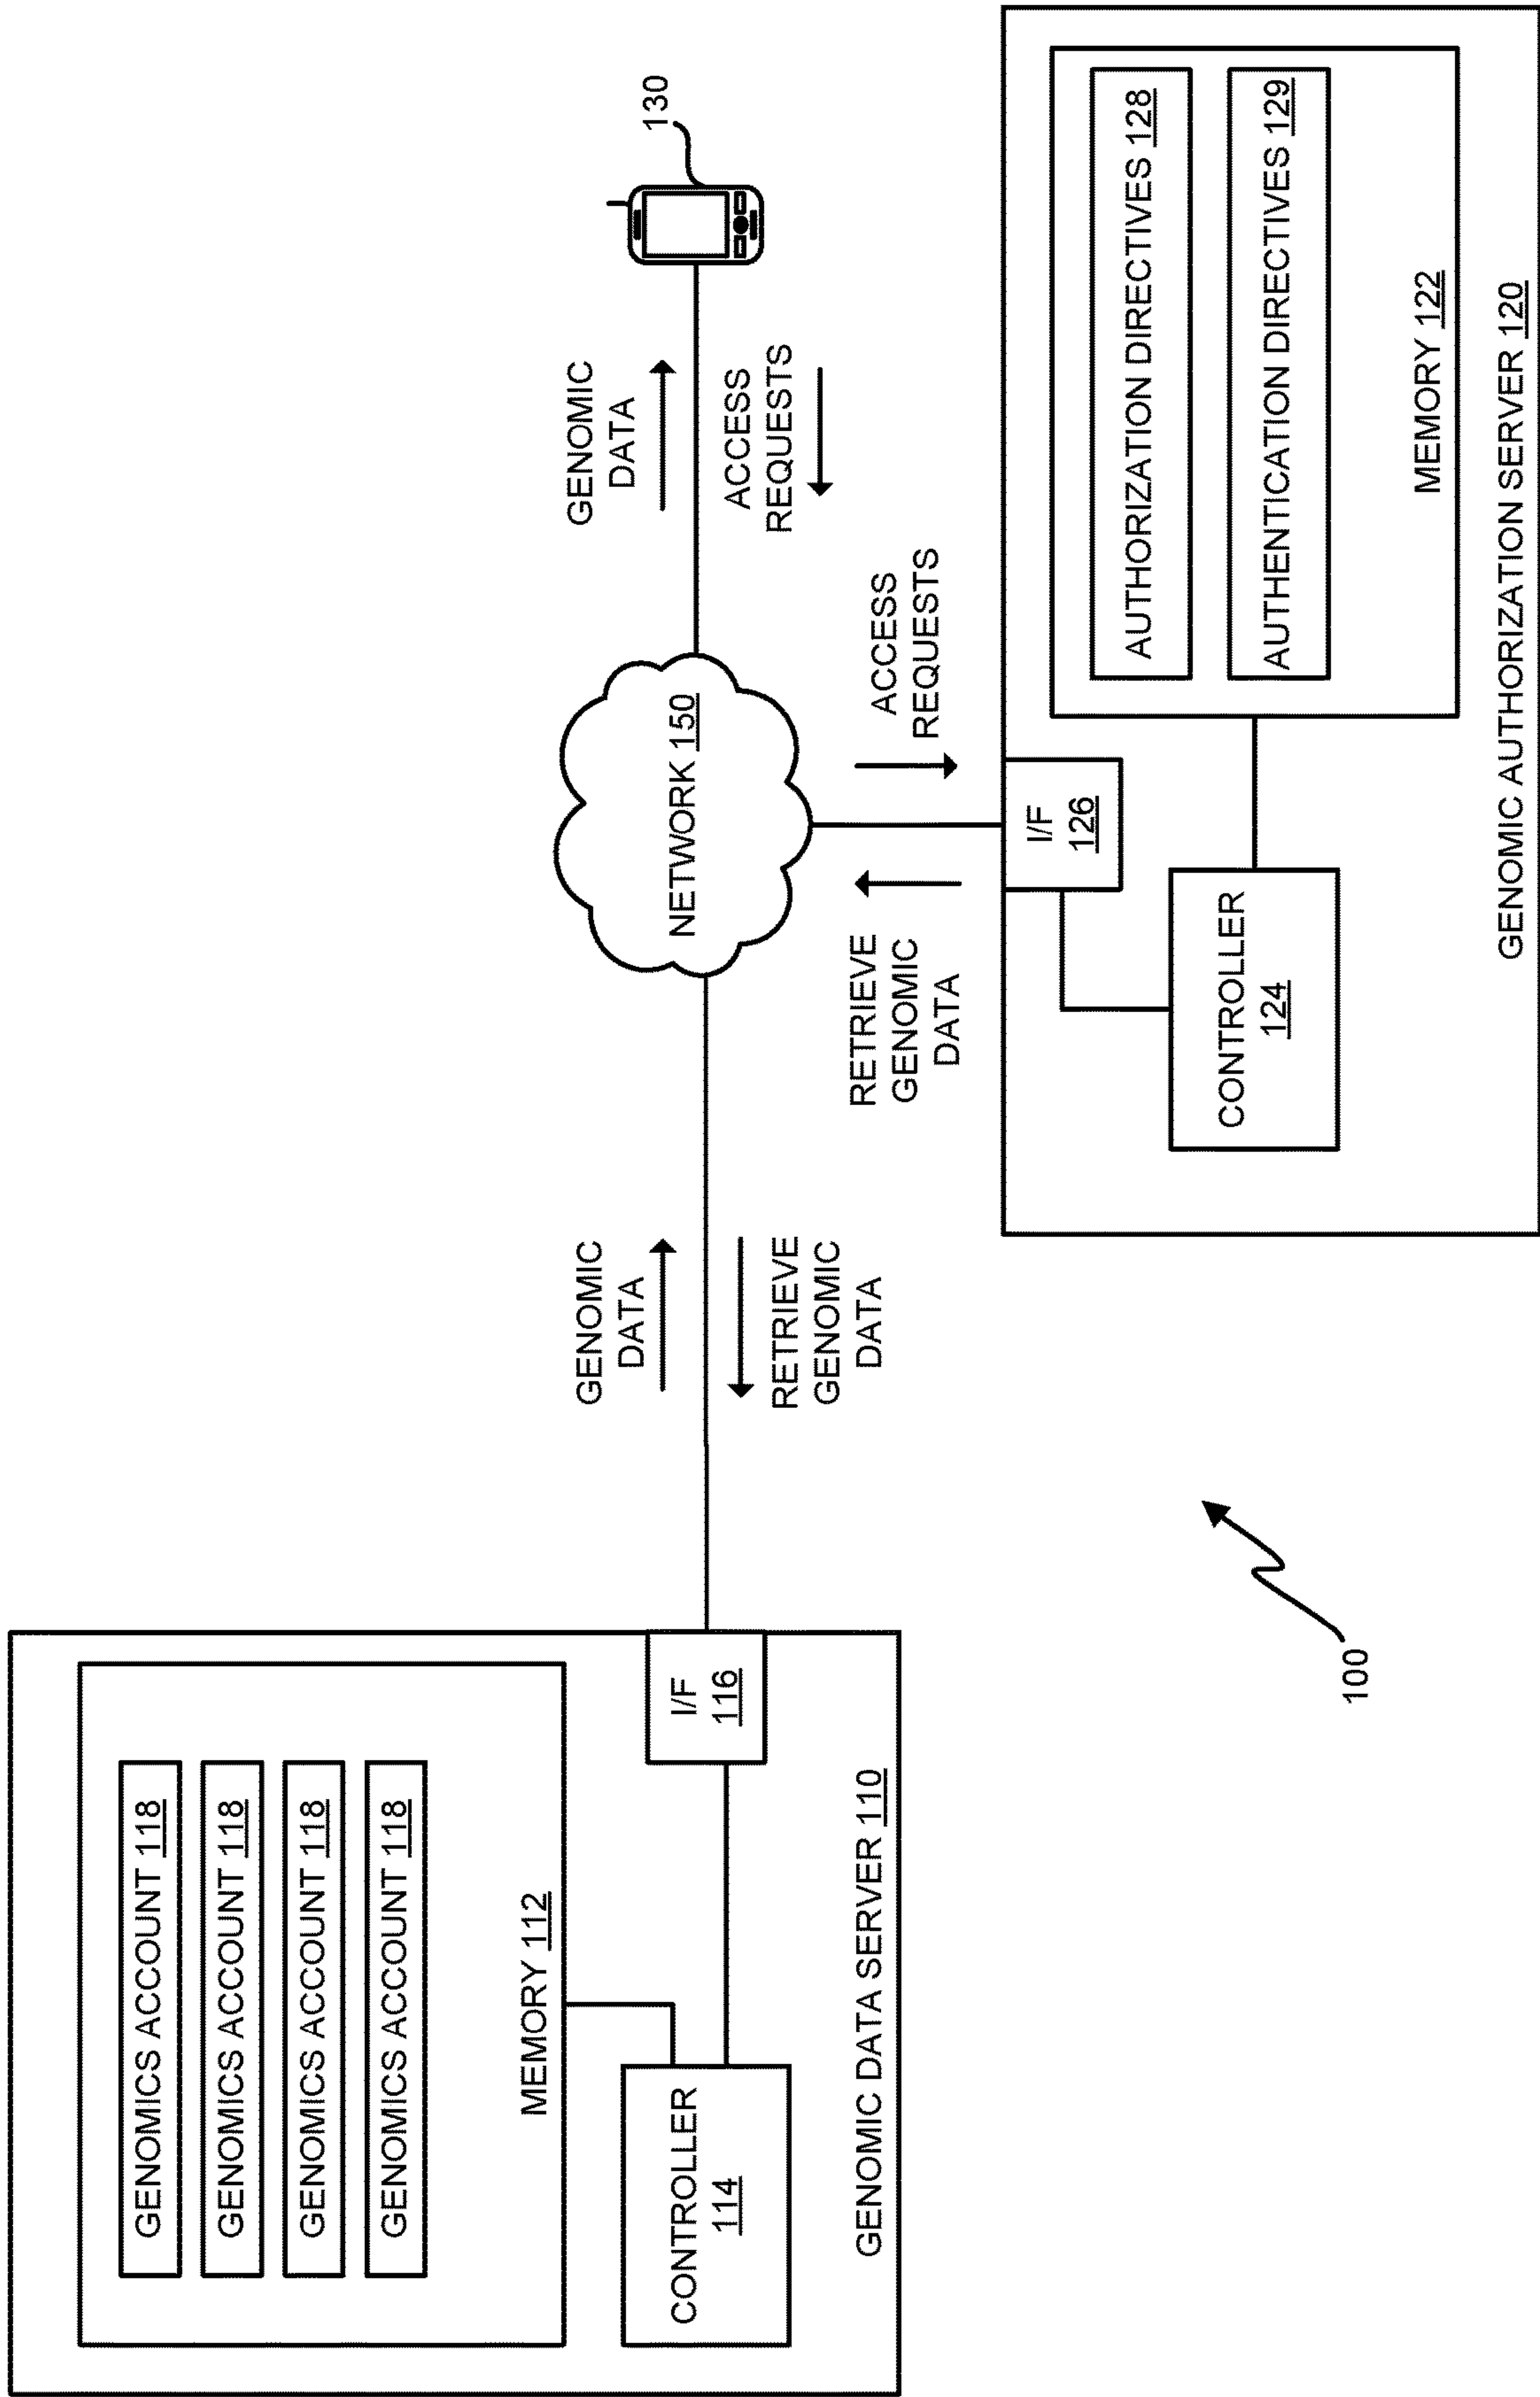 GENOMICS ACCOUNT 118
GENOMICS ACCOUNT 118
GENOMICS ACCOUNT 118
GENOMICS ACCOUNT 118
MEMORY 112
CONTROLLER
114
I/F
116
GENOMIC DATA SERVER 110
GENOMIC
DATA
RETRIEVE
GENOMIC
DATA
NETWORK 150
GENOMIC
DATA
ACCESS
REQUESTS
130
RETRIEVE
GENOMIC
DATA
ACCESS
REQUESTS
I/F
126
CONTROLLER
124
AUTHORIZATION DIRECTIVES 128
AUTHENTICATION DIRECTIVES 129
MEMORY 122
GENOMIC AUTHORIZATION SERVER 120
100